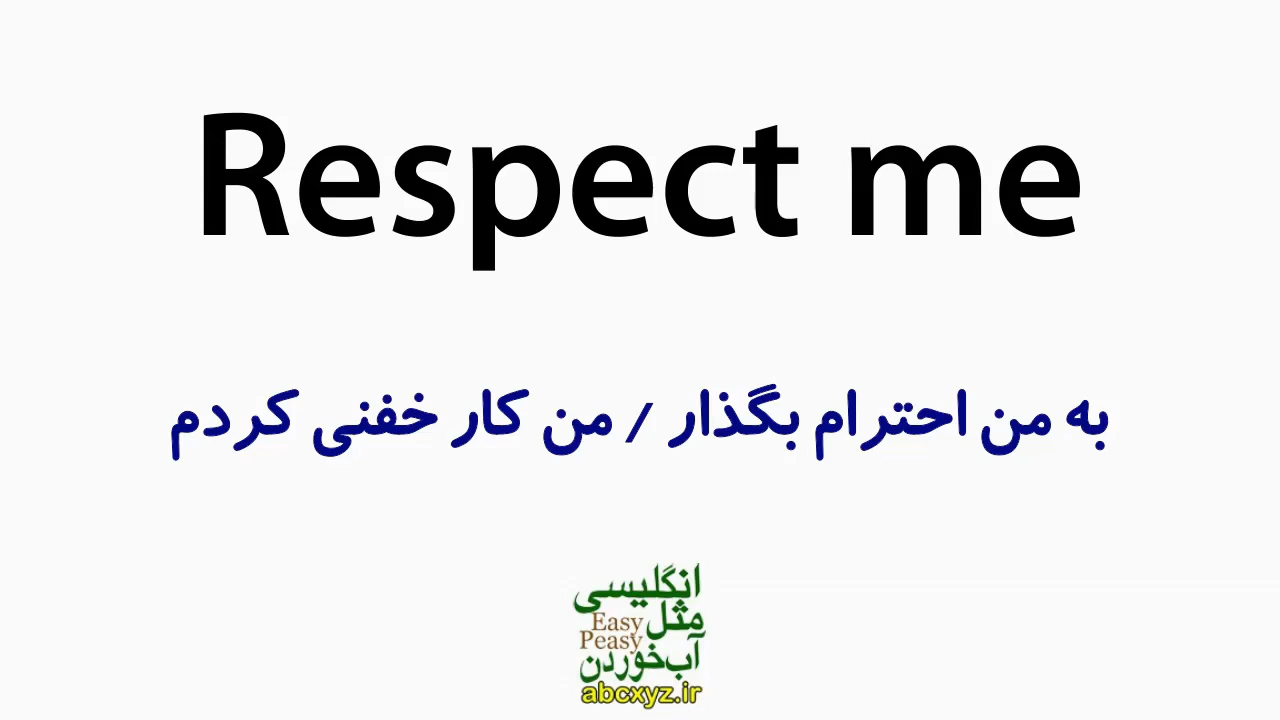 Respect me
به من احترام بگذار / من کار خفنی کردم
انگلیسی
مثل
Easy
Peasy
آب‌خوردن
abcxyz.ir